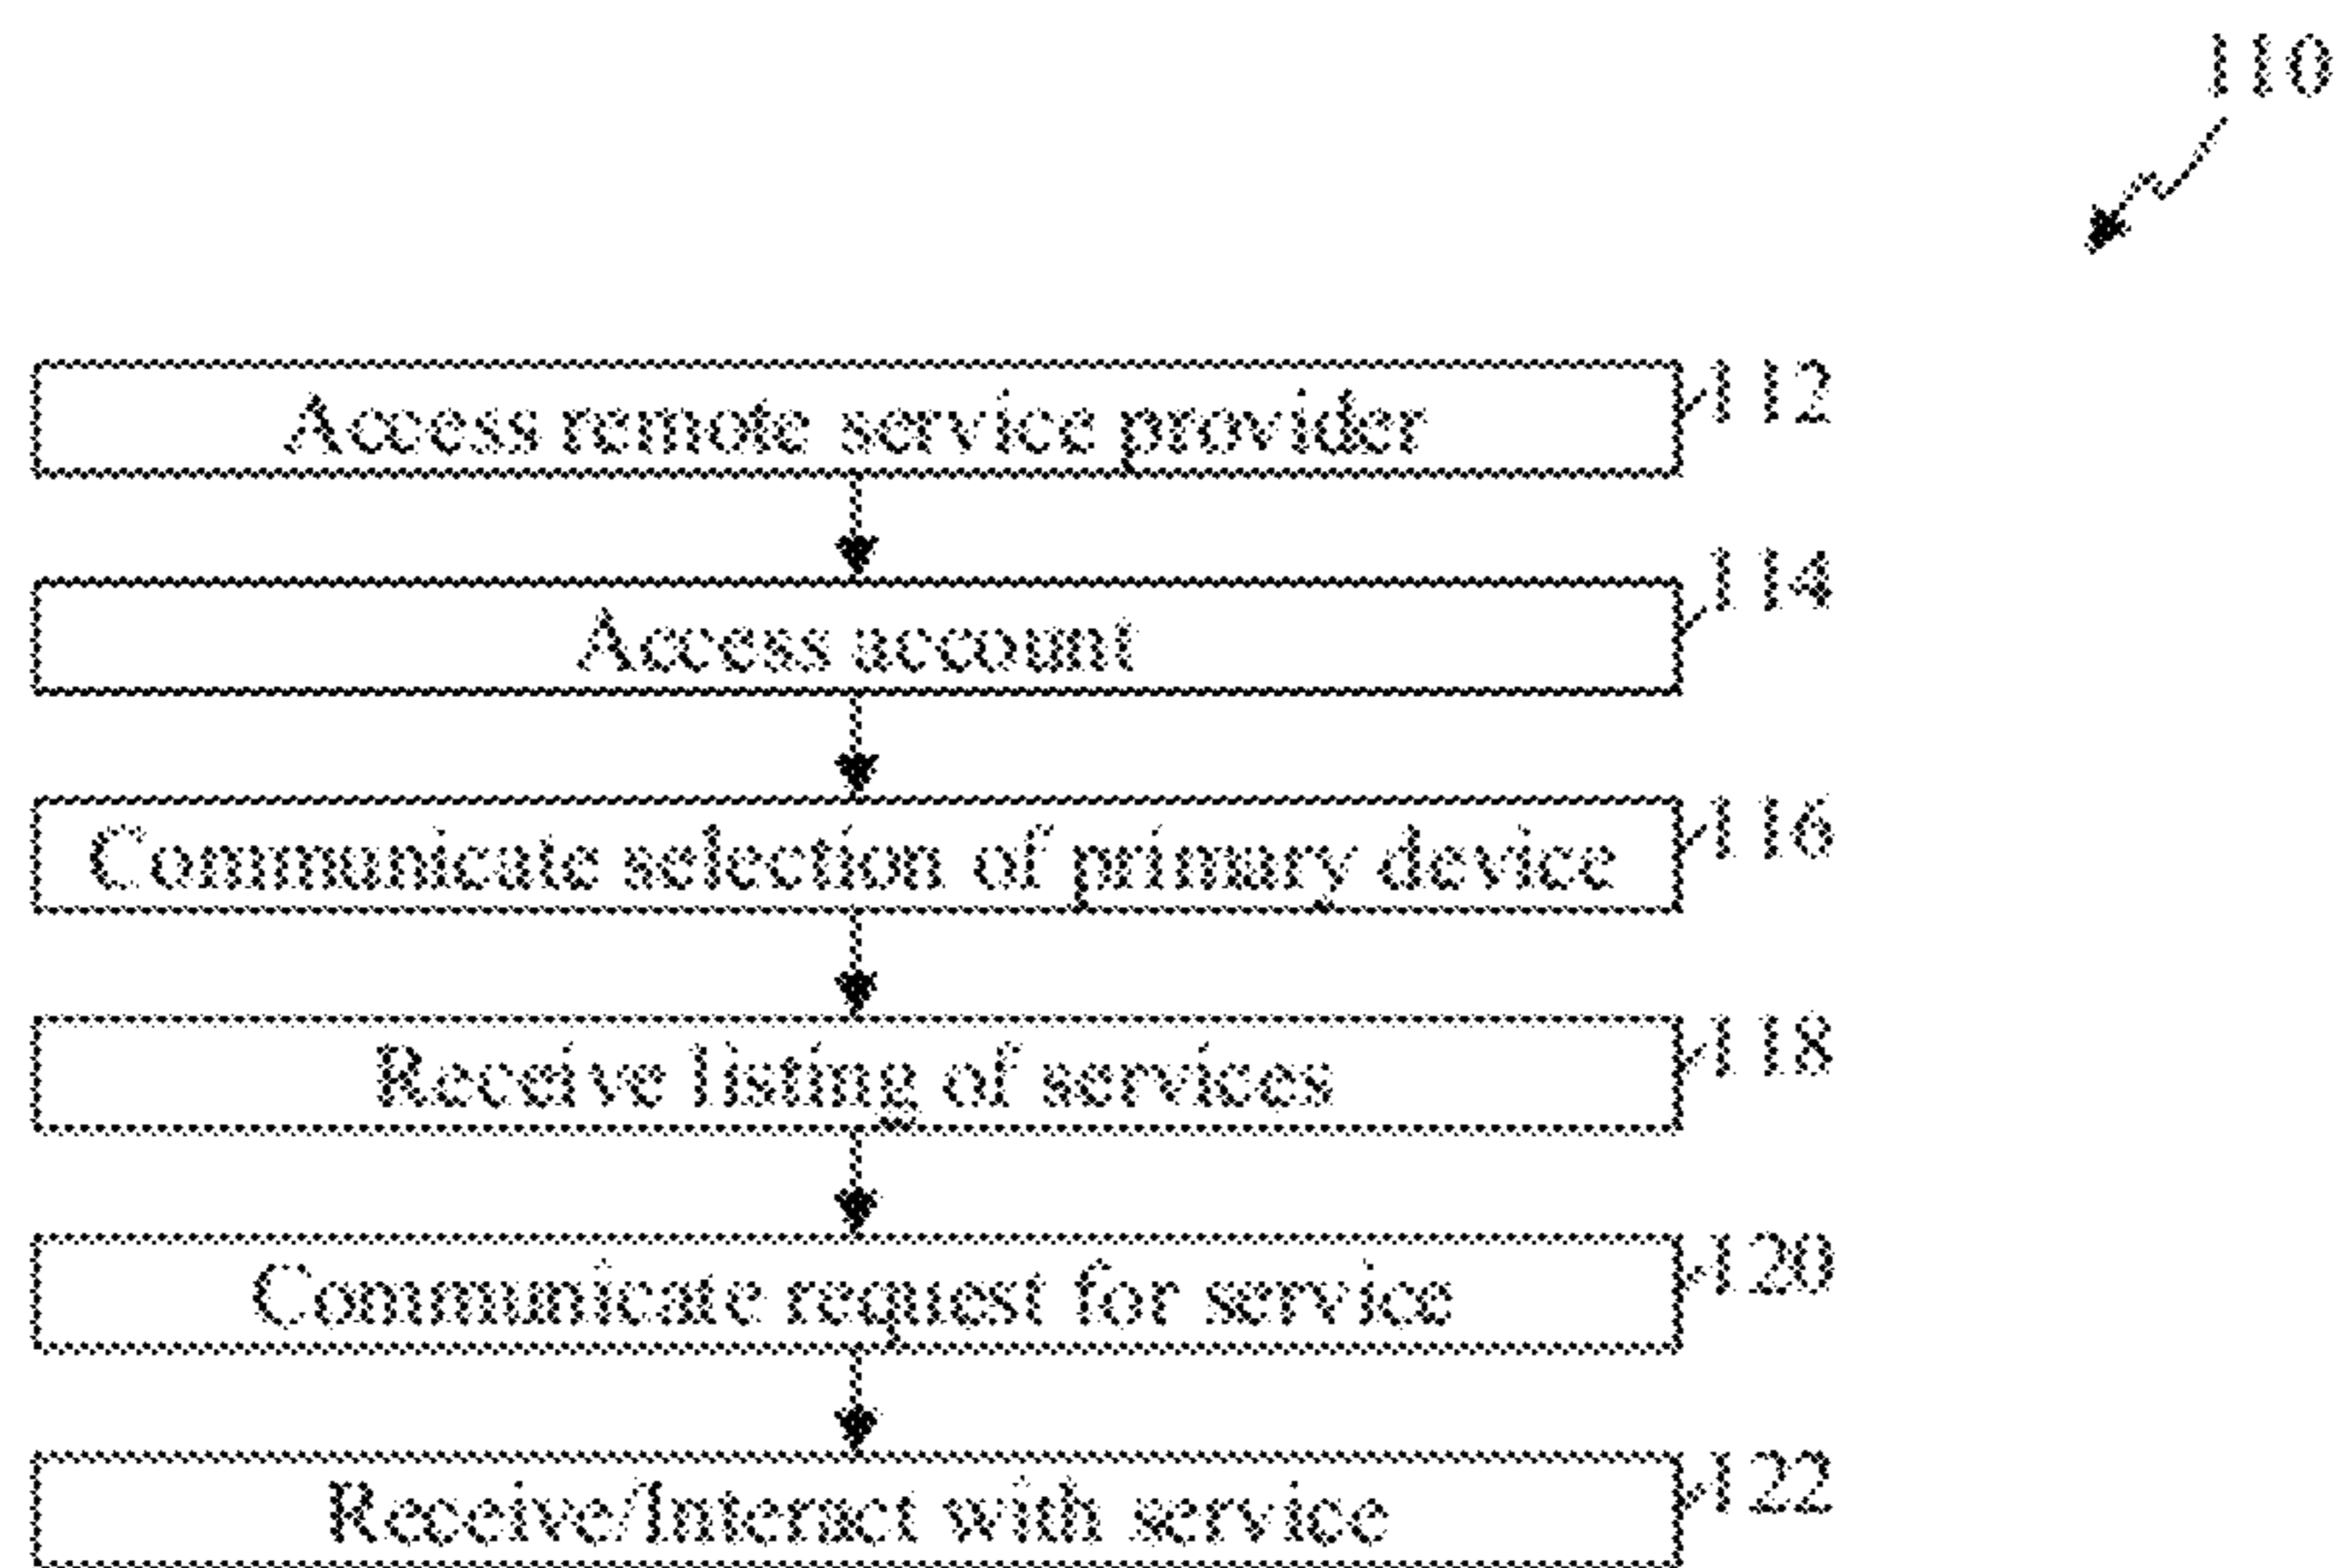 110
Access remote service provider
112
Access account
114
Communicate selection of primary device
116
Receive listing of services
118
Communicate request for service
120
Receive/Interact with service
122